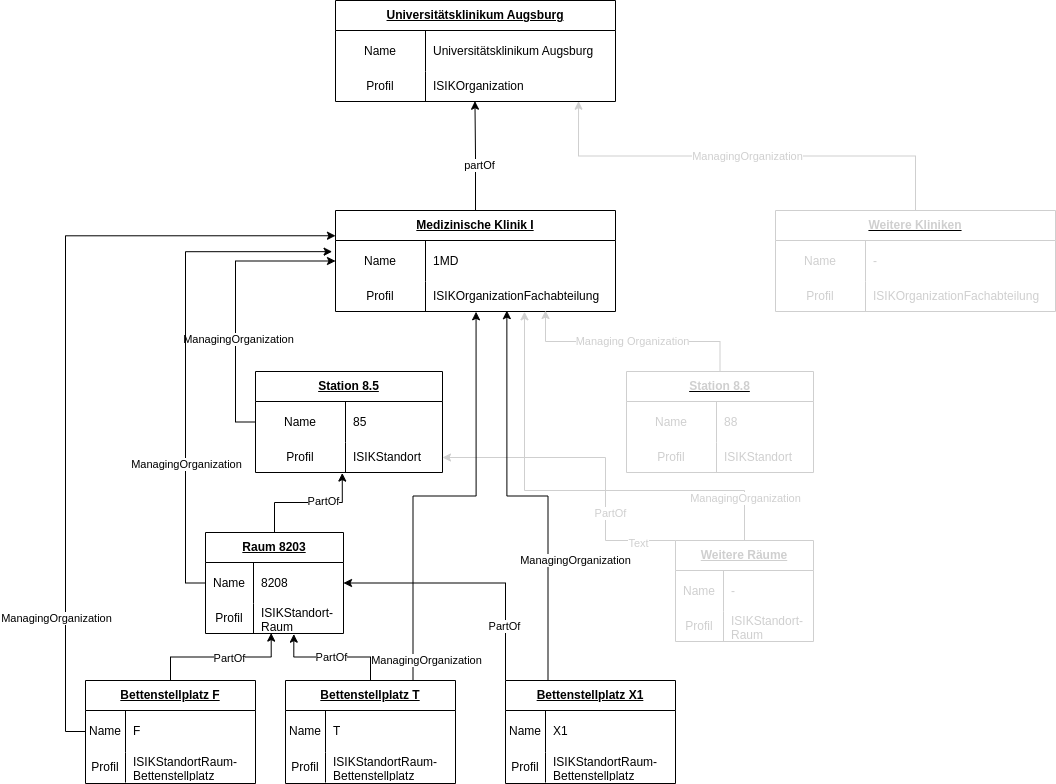 Universitätsklinikum Augsburg
Name Universitätsklinikum Augsburg
Profil ISIKOrganization
ManagingOrganization
partOf
Medizinische Klinik I
Name 1MD
Profil ISIKOrganizationFachabteilung
Weitere Kliniken
Name -
Profil ISIKOrganizationFachabteilung
ManagingOrganization
Managing Organization
Station 8.5
Name 85
Profil ISIKStandort
Station 8.8
Name 88
Profil ISIKStandort
ManagingOrganization
PartOf
ManagingOrganization
PartOf
Text
Raum 8203
Name 8208
Profil ISIKStandort-
Raum
ManagingOrganization
Weitere Räume
Name -
Profil ISIKStandort-
Raum
ManagingOrganization
PartOf
PartOf
PartOf
ManagingOrganization
Bettenstellplatz F
Name F
Profil ISIKStandortRaum-
Bettenstellplatz
Bettenstellplatz T
Name T
Profil ISIKStandortRaum-
Bettenstellplatz
Bettenstellplatz X1
Name X1
Profil ISIKStandortRaum-
Bettenstellplatz